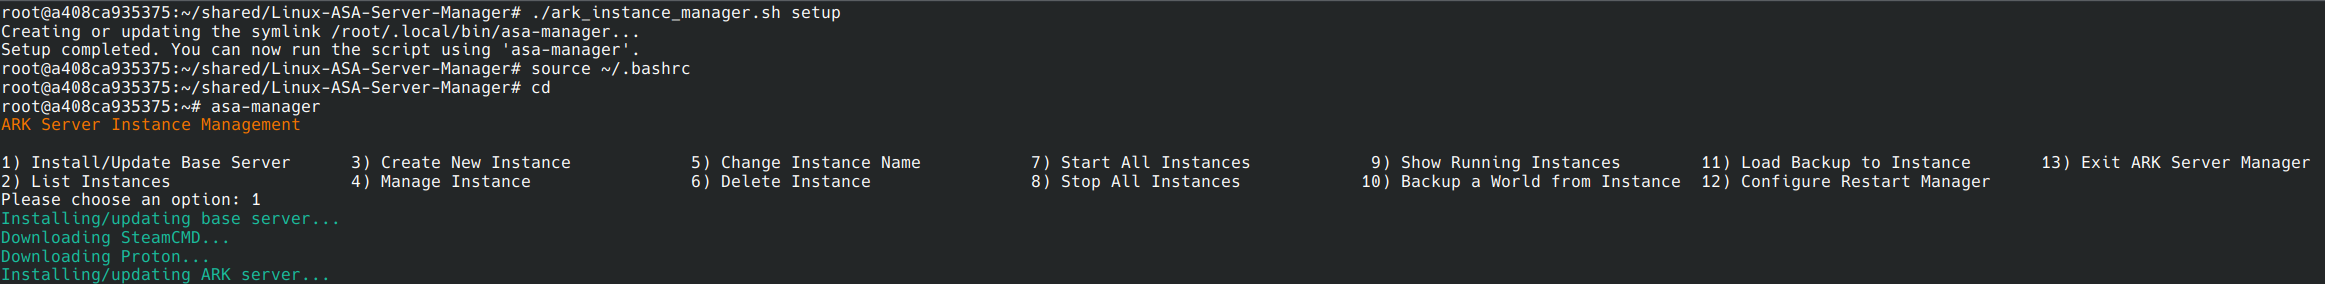 root@a408ca935375:~/shared/Linux-ASA-Server-Manager# ./ark_instance_manager.sh setup
Creating or updating the symlink /root/.local/bin/asa-manager...
Setup completed. You can now run the script using 'asa-manager'.
root@a408ca935375:~/shared/Linux-ASA-Server-Manager# source ~/.bashrc
root@a408ca935375:~/shared/Linux-ASA-Server-Manager# cd
root@a408ca935375:~# asa-manager
ARK Server Instance Management
1) Install/Update Base Server      3) Create New Instance            5) Change Instance Name           7) Start All Instances            9) Show Running Instances        11) Load Backup to Instance       13) Exit ARK Server Manager
2) List Instances                  4) Manage Instance                6) Delete Instance                8) Stop All Instances            10) Backup a World from Instance  12) Configure Restart Manager
Please choose an option: 1
Installing/updating base server...
Downloading SteamCMD...
Downloading Proton...
Installing/updating ARK server...